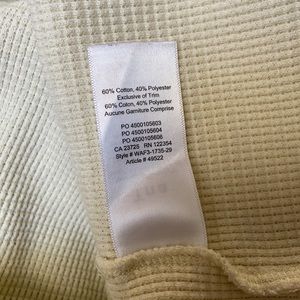 60% Cotton, 40% Polyester
Exclusive of Trim
60% Coton, 40% Polyester
Aucune Garniture Comprise
PO 4500105603
PO 4500105604
PO 4500105606
CA 23725 RN 122354
Style # WAF3-1735-29
Article # 49522